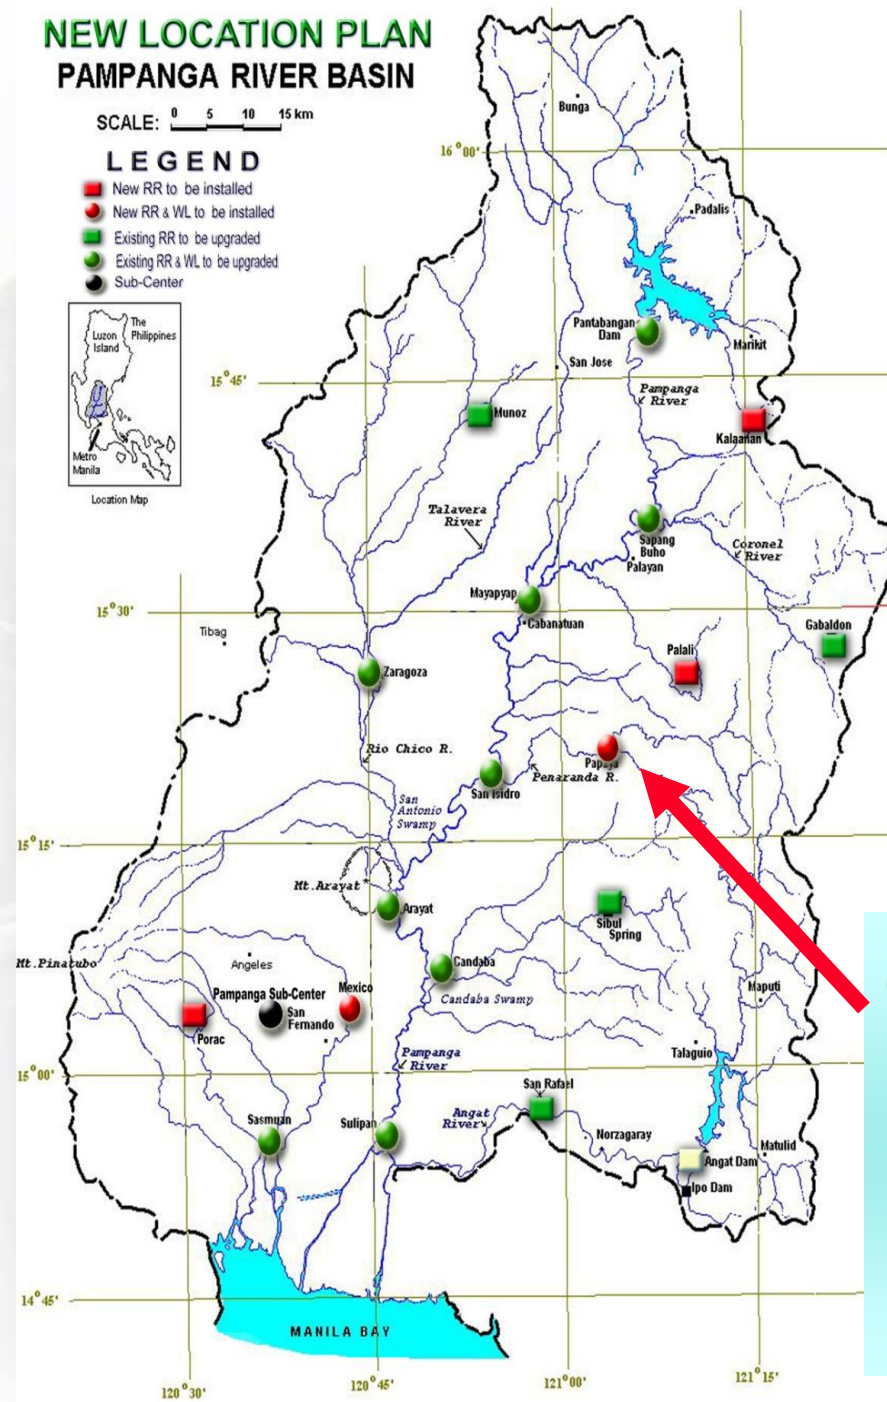 NEW LOCATION PLAN
PAMPANGA RIVER BASIN
SCALE: 0 5 10 15 km
LEGEND
New RR to be installed
New RR & WL to be installed
Existing RR to be upgraded
Existing RR & WL to be upgraded
Sub-Center
The
Philippines
Luzon
Island
Metro
Manila
Location Map
Bunga
16°00'
Padalis
Pantabangan
Dam
Marikit
San Jose
15°45'
Pampanga
River
Munoz
Kalaanan
Talavera
River
Sapang
Buho
Palayan
Coronel
River
Mayapyap
15°30'
Cabanatuan
Gabaldon
Tibag
Palali
Zaragoza
Rio Chico R.
Papaya
Penaranda R.
San Isidro
San
Antonio
Swamp
15°15'
Mt.Arayat
Arayat
Sibul
Spring
Mt.Pinatubo
Angeles
Candaba
Candaba Swamp
Maputi
Pampanga Sub-Center
San
Fernando
Mexico
Porac
Talaguio
Pampanga
River
15°00'
San Rafael
Angat
River
Sasmuan
Sulipan
Norzagaray
Angat Dam
Matulid
Ipo Dam
14°45'
MANILA BAY
120°30'
120°45'
121°00'
121°15'